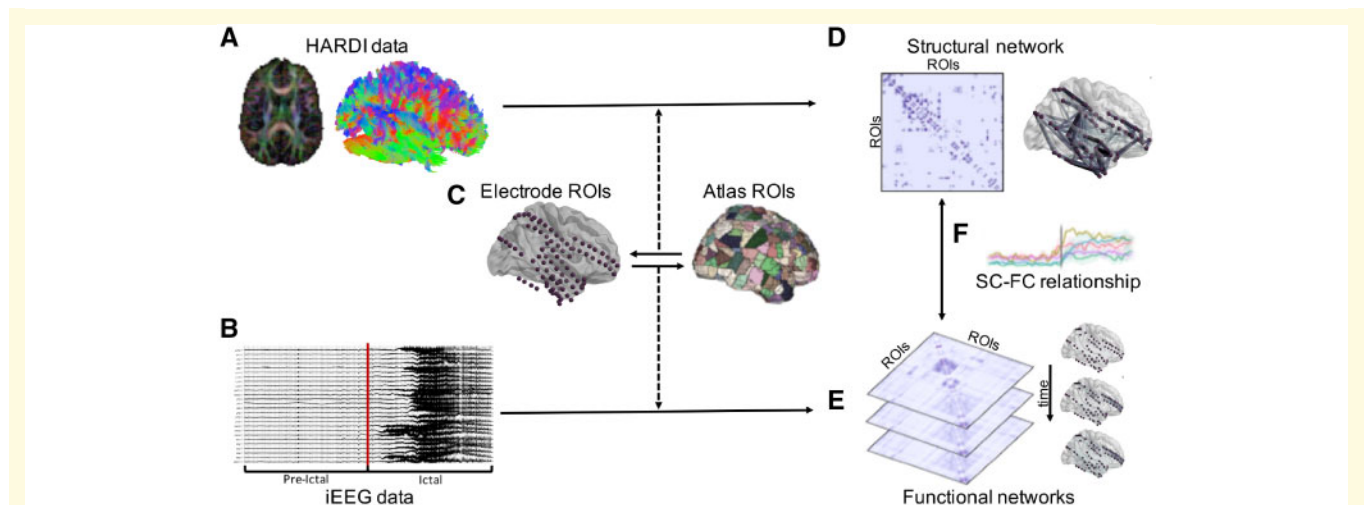 A
HARDI data
D
Structural network
ROIs
ROIs
C
Electrode ROIs
Atlas ROIs
F
SC-FC relationship
B
Pre-Ictal
Ictal
iEEG data
E
ROIs
ROIs
time
Functional networks